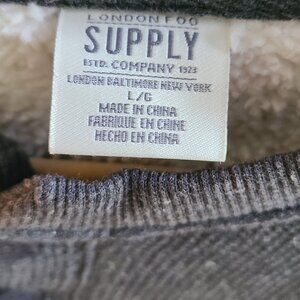 LONDON FOG
SUPPLY
ESTD. COMPANY 1923
LONDON BALTIMORE NEW YORK
L/G
MADE IN CHINA
FABRIQUE EN CHINE
HECHO EN CHINA